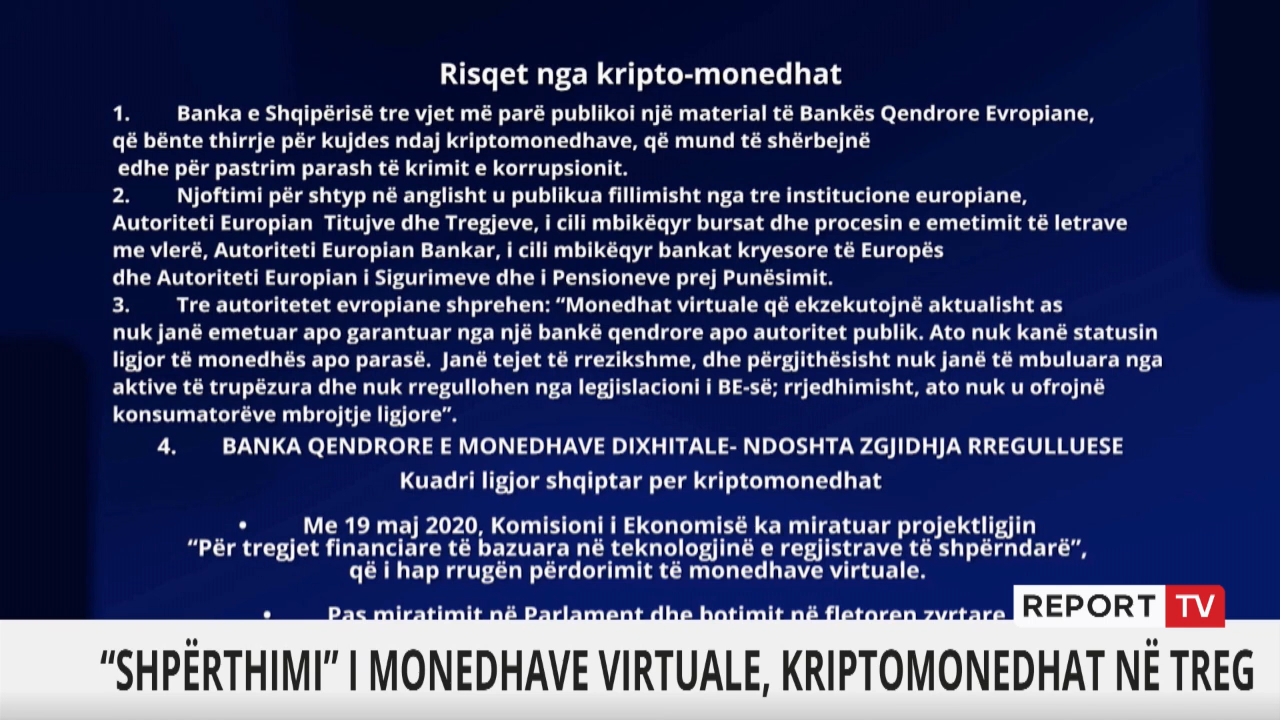 Risqet nga kripto-monedhat
1. Banka e Shqipërisë tre vjet më parë publikoi një material të Bankës Qendrore Evropiane,
që bënte thirrje për kujdes ndaj kriptomonedhave, që mund të shërbejnë
edhe për pastrim parash të krimit e korrupsionit.
2. Njoftimi për shtyp në anglisht u publikua fillimisht nga tre institucione europiane,
Autoriteti Europian Titujve dhe Tregjeve, i cili mbikëqyr bursat dhe procesin e emetimit të letrave
me vlerë, Autoriteti Europian Bankar, i cili mbikëqyr bankat kryesore të Europës
dhe Autoriteti Europian i Sigurimeve dhe i Pensioneve prej Punësimit.
3. Tre autoritetet evropiane shprehen: “Monedhat virtuale që ekzekutojnë aktualisht as
nuk janë emetuar apo garantuar nga një bankë qendrore apo autoritet publik. Ato nuk kanë statusin
ligjor të monedhës apo parasë. Janë tejet të rrezikshme, dhe përgjithësisht nuk janë të mbuluara nga
aktive të trupëzura dhe nuk rregullohen nga legjislacioni i BE-së; rrjedhimisht, ato nuk u ofrojnë
konsumatorëve mbrojtje ligjore”.
4. BANKA QENDRORE E MONEDHAVE DIXHITALE- NDOSHTA ZGJIDHJA RREGULLUESE
Kuadri ligjor shqiptar per kriptomonedhat
• Me 19 maj 2020, Komisioni i Ekonomisë ka miratuar projektligjin
“Për tregjet financiare të bazuara në teknologjinë e regjistrave të shpërndarë”,
që i hap rrugën përdorimit të monedhave virtuale.
• Pas miratimit në Parlament dhe botimit në fletoren zyrtare
REPORT TV
“SHPËRTHIMI” I MONEDHAVE VIRTUALE, KRIPTOMONEDHAT NË TREG